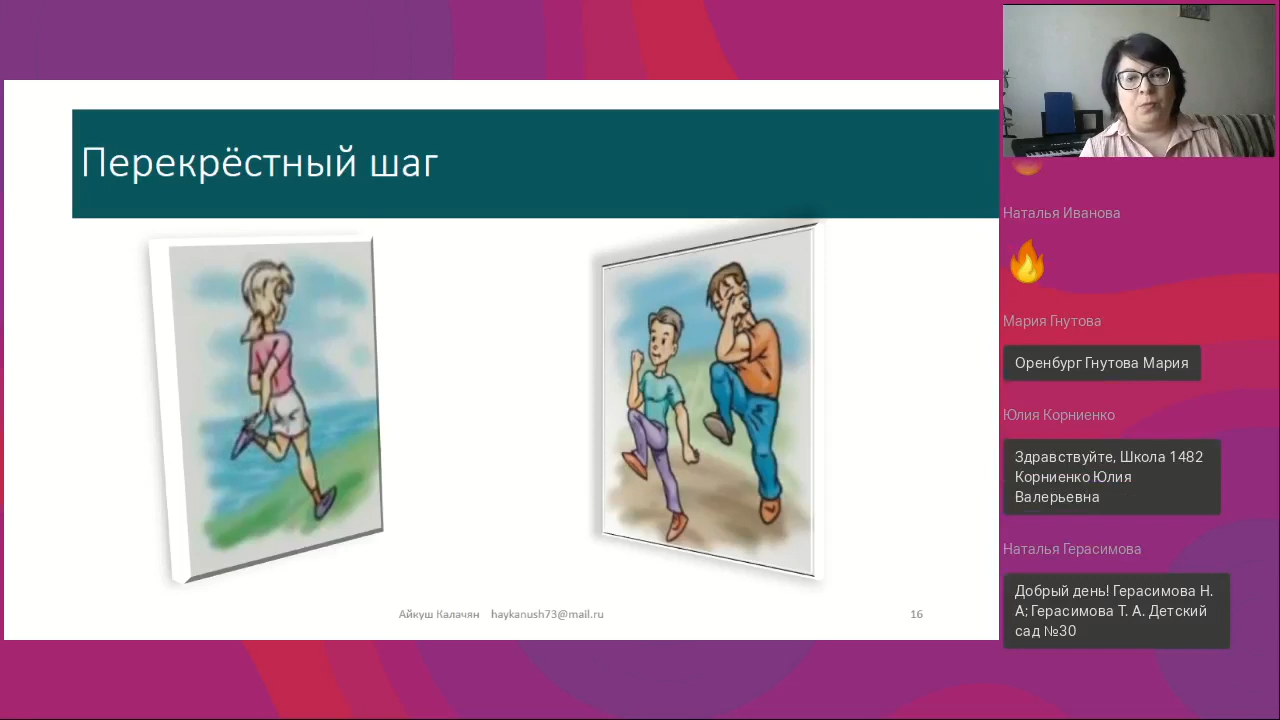 Перекрёстный шаг
Айкуш Калачян haykanush73@mail.ru
16
Наталья Иванова
Мария Гнутова
Оренбург Гнутова Мария
Юлия Корниенко
Здравствуйте, Школа 1482
Корниенко Юлия
Валерьевна
Наталья Герасимова
Добрый день! Герасимова Н.
А; Герасимова Т. А. Детский
сад №30